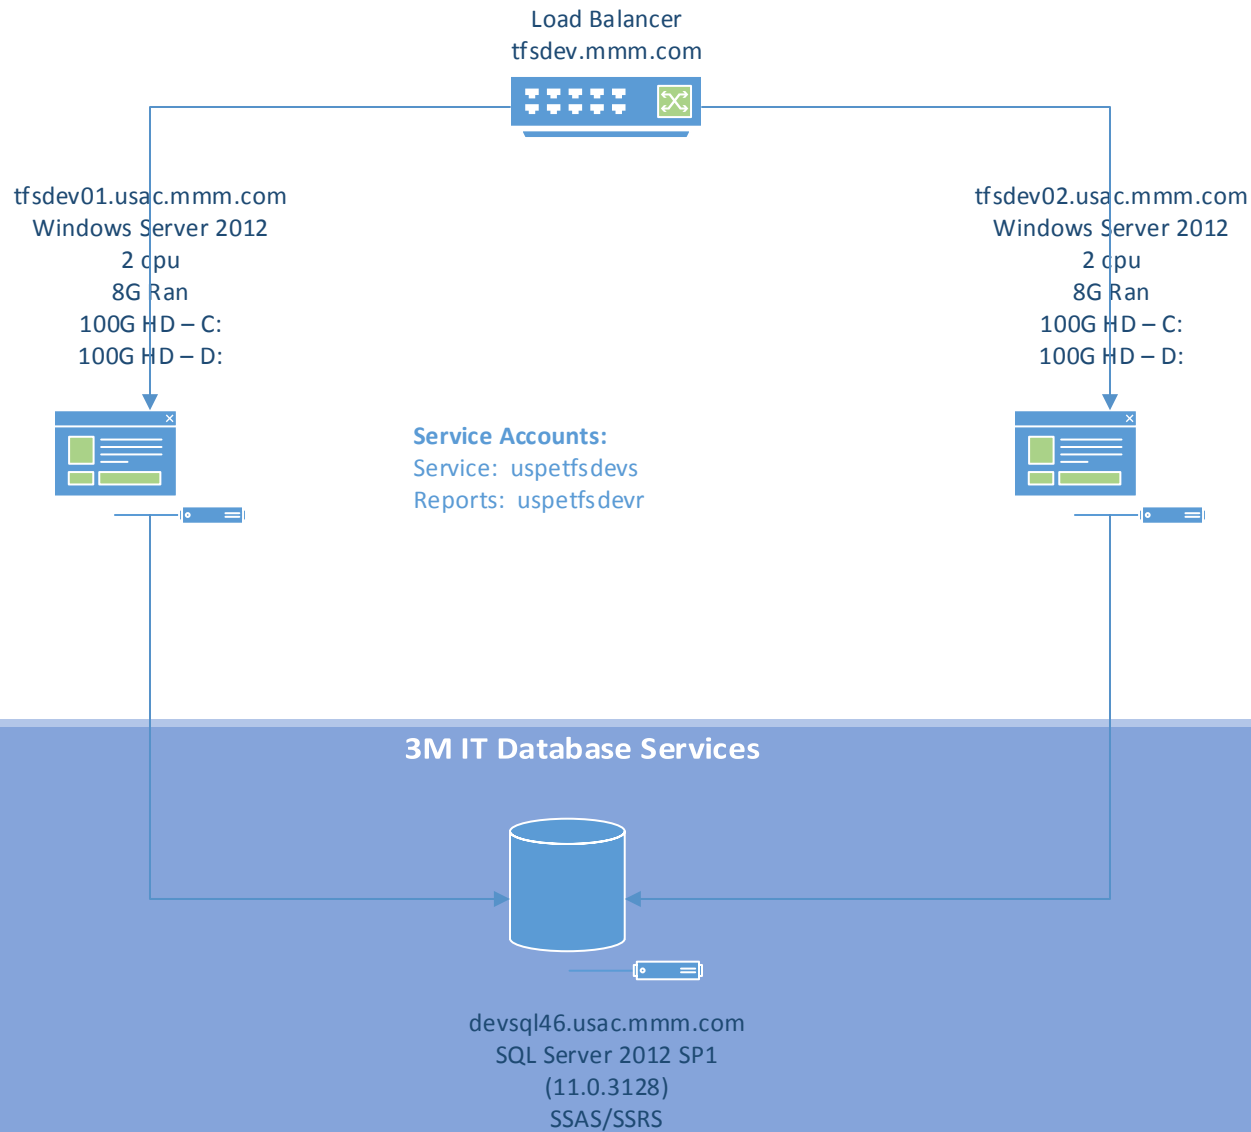 Load Balancer
tfsdev.mmm.com
tfsdev01.usac.mmm.com
Windows Server 2012
2 cpu
8G Ran
100G HD – C:
100G HD – D:
tfsdev02.usac.mmm.com
Windows Server 2012
2 cpu
8G Ran
100G HD – C:
100G HD – D:
Service Accounts:
Service: uspetfsdevs
Reports: uspetfsdevr
3M IT Database Services
devsql46.usac.mmm.com
SQL Server 2012 SP1
(11.0.3128)
SSAS/SSRS